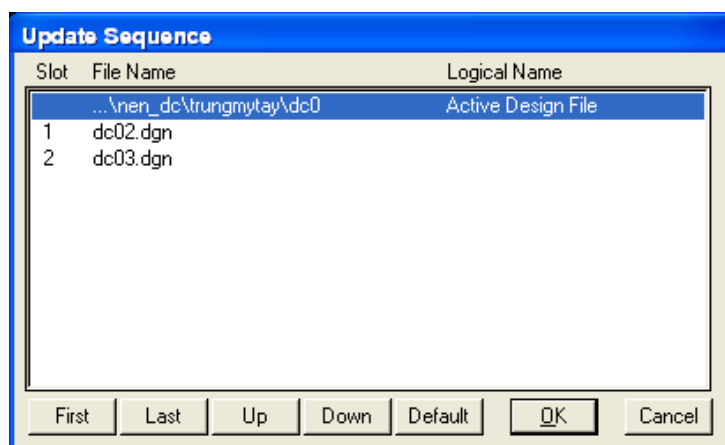 Update Sequence
Slot File Name Logical Name
...\nen_dc\trungmytay\dc0 Active Design File
1 dc02.dgn
2 dc03.dgn
First Last Up Down Default OK Cancel